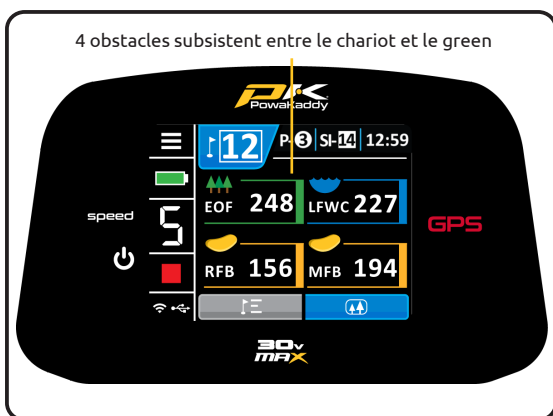 4 obstacles subsistent entre le chariot et le green
PK
PowaKaddy
12 P-3 SI-14 12:59
EOF 248 LFWC 227
speed 5
GPS
RFB 156 MFB 194
30v
MAX